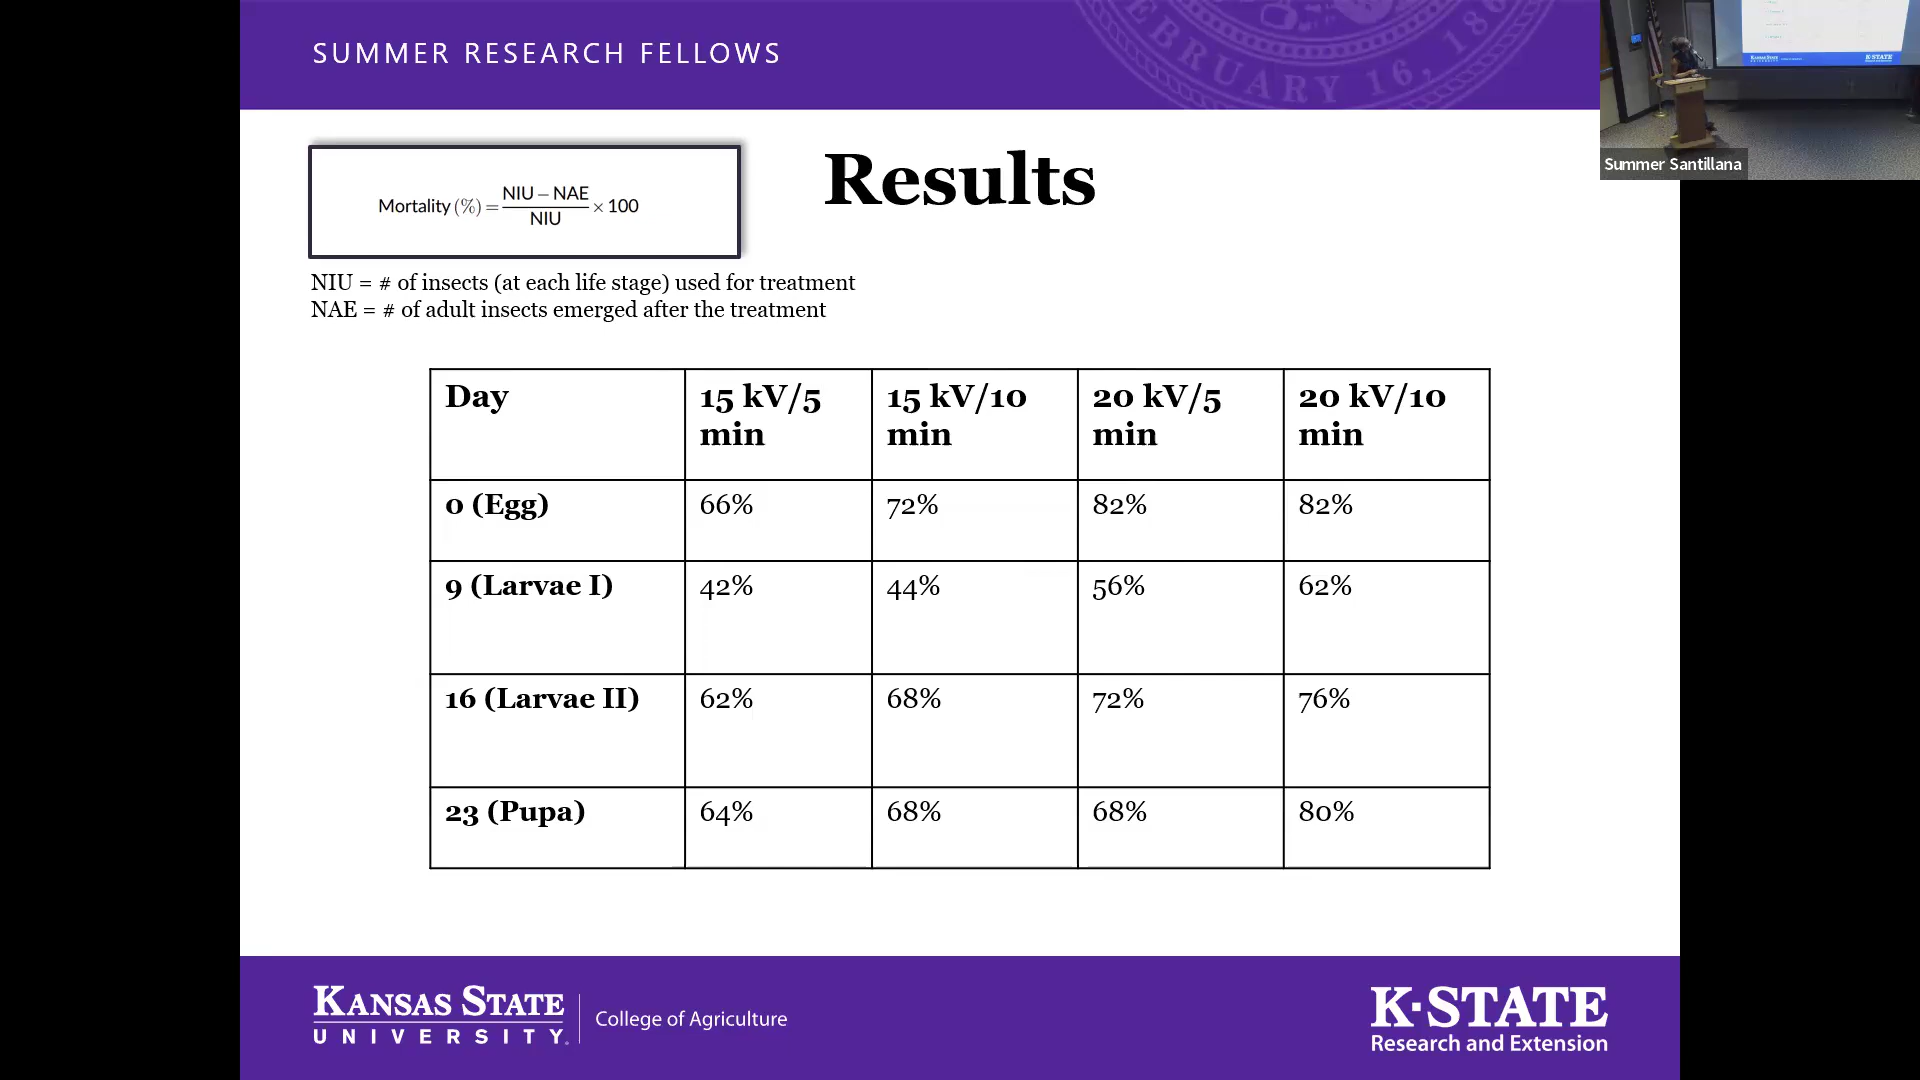 SUMMER RESEARCH FELLOWS
FEBRUARY 16, 186
Summer Santillana
Results
Mortality (%) = NIU – NAE / NIU × 100
NIU = # of insects (at each life stage) used for treatment
NAE = # of adult insects emerged after the treatment
Day 15 kV/5 min 15 kV/10 min 20 kV/5 min 20 kV/10 min
0 (Egg) 66% 72% 82% 82%
9 (Larvae I) 42% 44% 56% 62%
16 (Larvae II) 62% 68% 72% 76%
23 (Pupa) 64% 68% 68% 80%
KANSAS STATE
UNIVERSITY.
College of Agriculture
K-STATE
Research and Extension